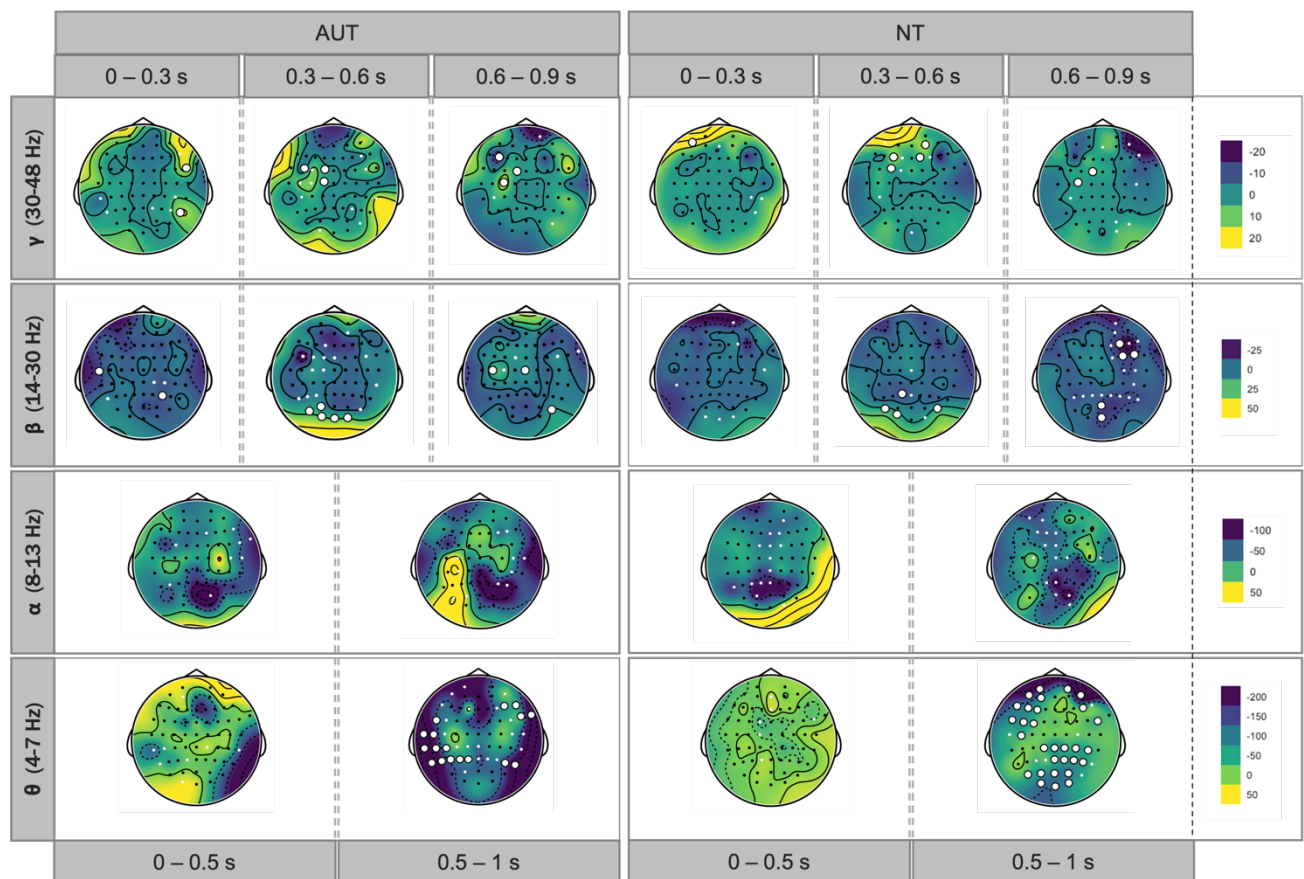 AUT NT
0 – 0.3 s 0.3 – 0.6 s 0.6 – 0.9 s 0 – 0.3 s 0.3 – 0.6 s 0.6 – 0.9 s
γ (30-48 Hz)
-20
-10
0
10
20
β (14-30 Hz)
-25
0
25
50
α (8-13 Hz)
-100
-50
0
50
θ (4-7 Hz)
-200
-150
-100
-50
0
50
0 – 0.5 s 0.5 – 1 s 0 – 0.5 s 0.5 – 1 s